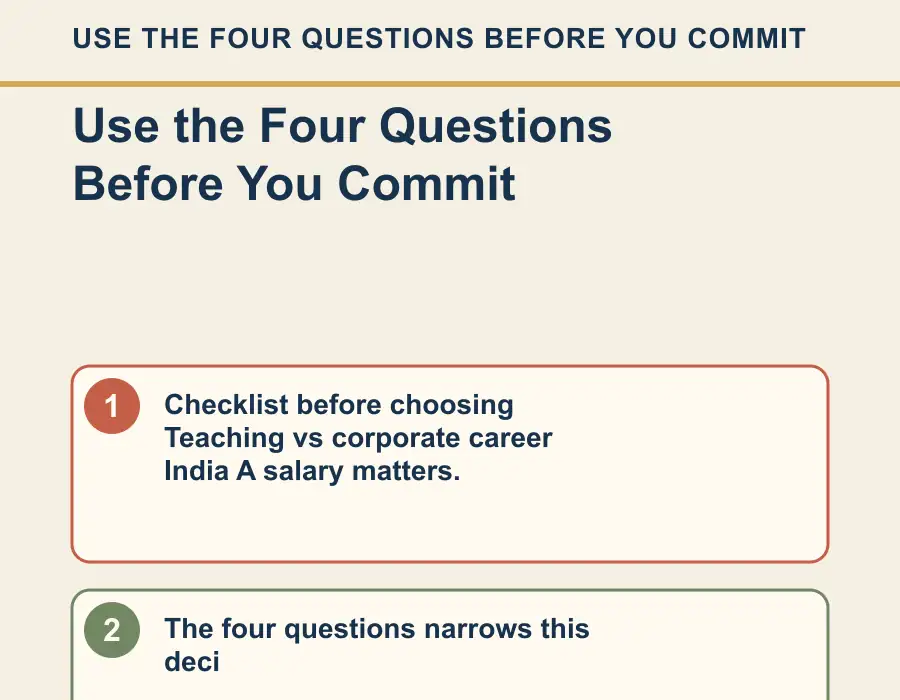 USE THE FOUR QUESTIONS BEFORE YOU COMMIT
Use the Four Questions
Before You Commit
1
Checklist before choosing
Teaching vs corporate career
India A salary matters.
2
The four questions narrows this
deci